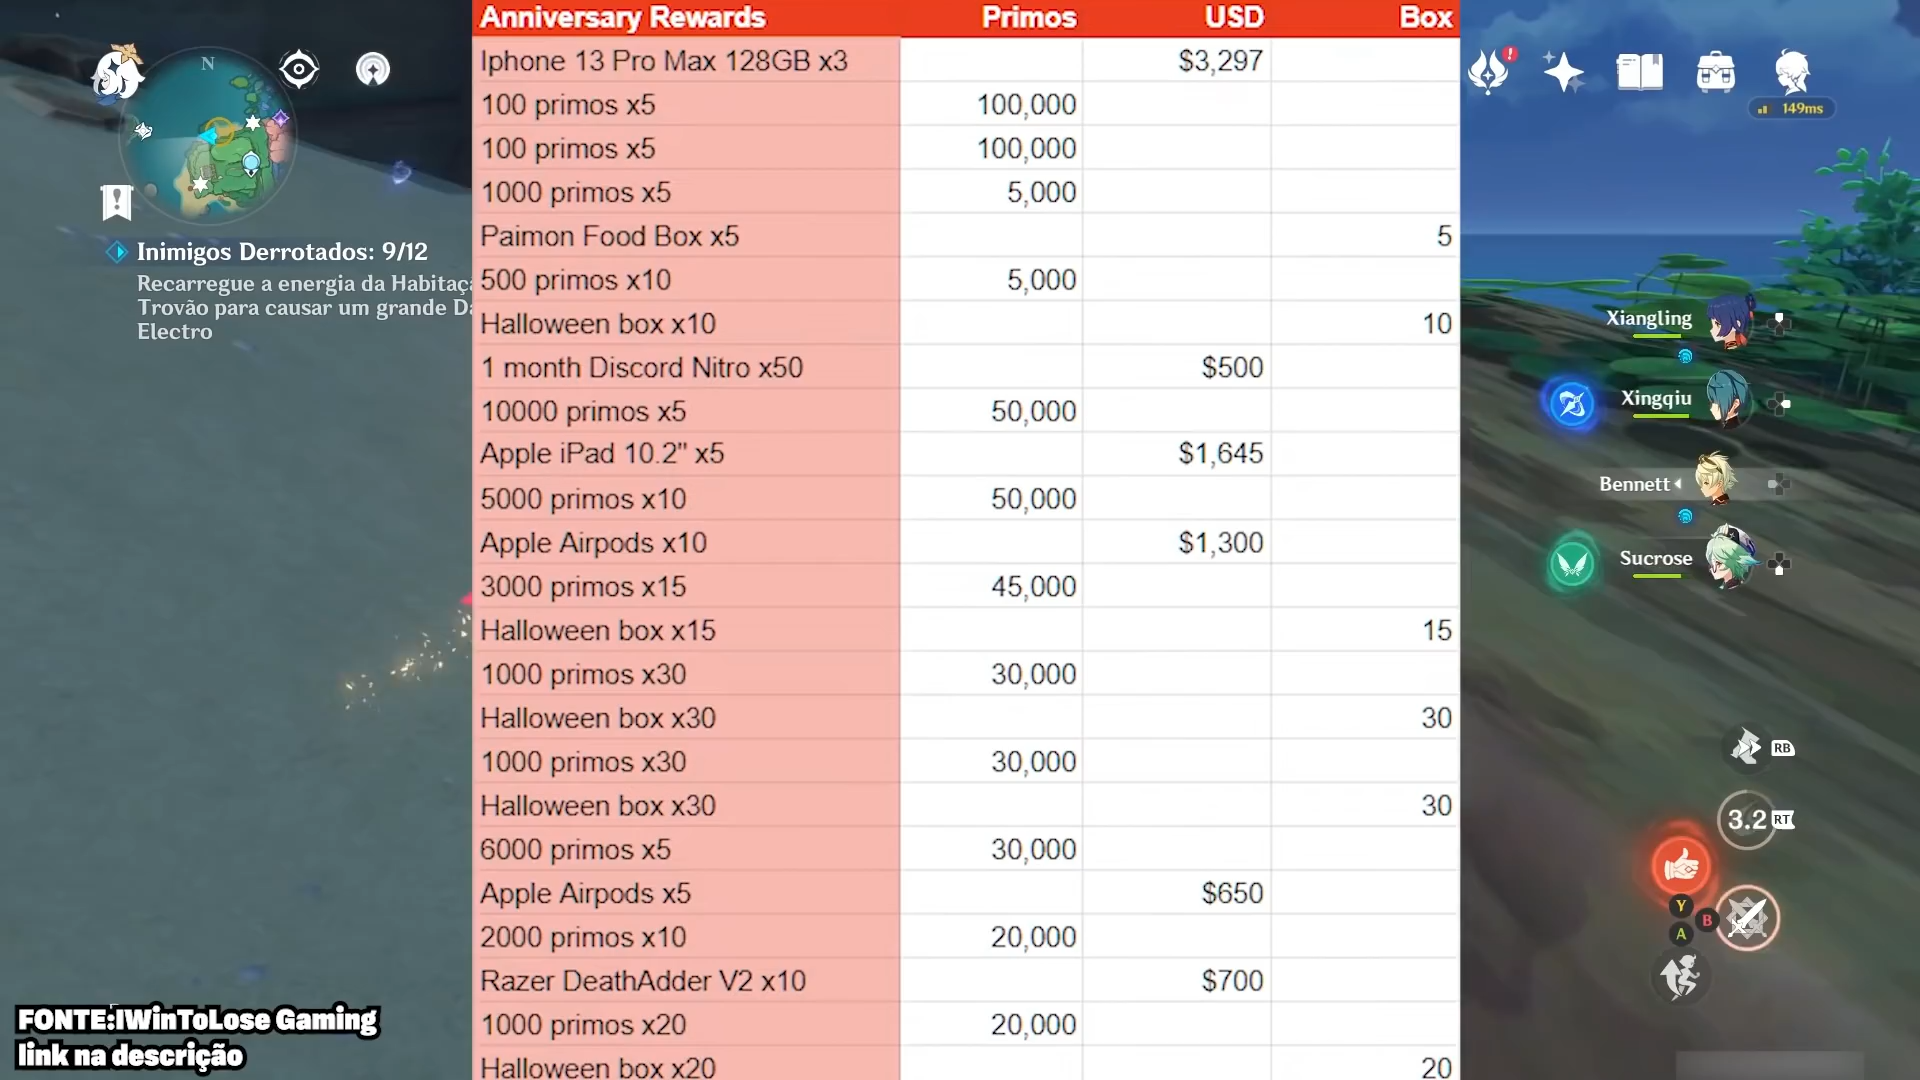 N
Inimigos Derrotados: 9/12
Recarregue a energia da Habitaç
Trovão para causar um grande D
Electro
Anniversary Rewards Primos USD Box
Iphone 13 Pro Max 128GB x3 $3,297
100 primos x5 100,000
100 primos x5 100,000
1000 primos x5 5,000
Paimon Food Box x5 5
500 primos x10 5,000
Halloween box x10 10
1 month Discord Nitro x50 $500
10000 primos x5 50,000
Apple iPad 10.2" x5 $1,645
5000 primos x10 50,000
Apple Airpods x10 $1,300
3000 primos x15 45,000
Halloween box x15 15
1000 primos x30 30,000
Halloween box x30 30
1000 primos x30 30,000
Halloween box x30 30
6000 primos x5 30,000
Apple Airpods x5 $650
2000 primos x10 20,000
Razer DeathAdder V2 x10 $700
1000 primos x20 20,000
Halloween box x20 20
149ms
Xiangling
Xingqiu
Bennett
Sucrose
RB
3.2 RT
Y
B
A
FONTE:IWinToLose Gaming
link na descrição